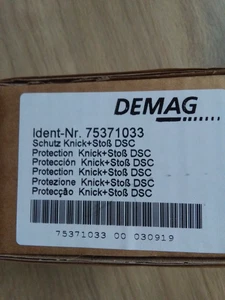 DEMAG
Ident-Nr. 75371033
Schutz Knick+Stoß DSC
Protection Knick+Stoß DSC
Protección Knick+Stoß DSC
Protection Knick+Stoß DSC
Protezione Knick+Stoß DSC
Protecção Knick+Stoß DSC
75371033 00 030919